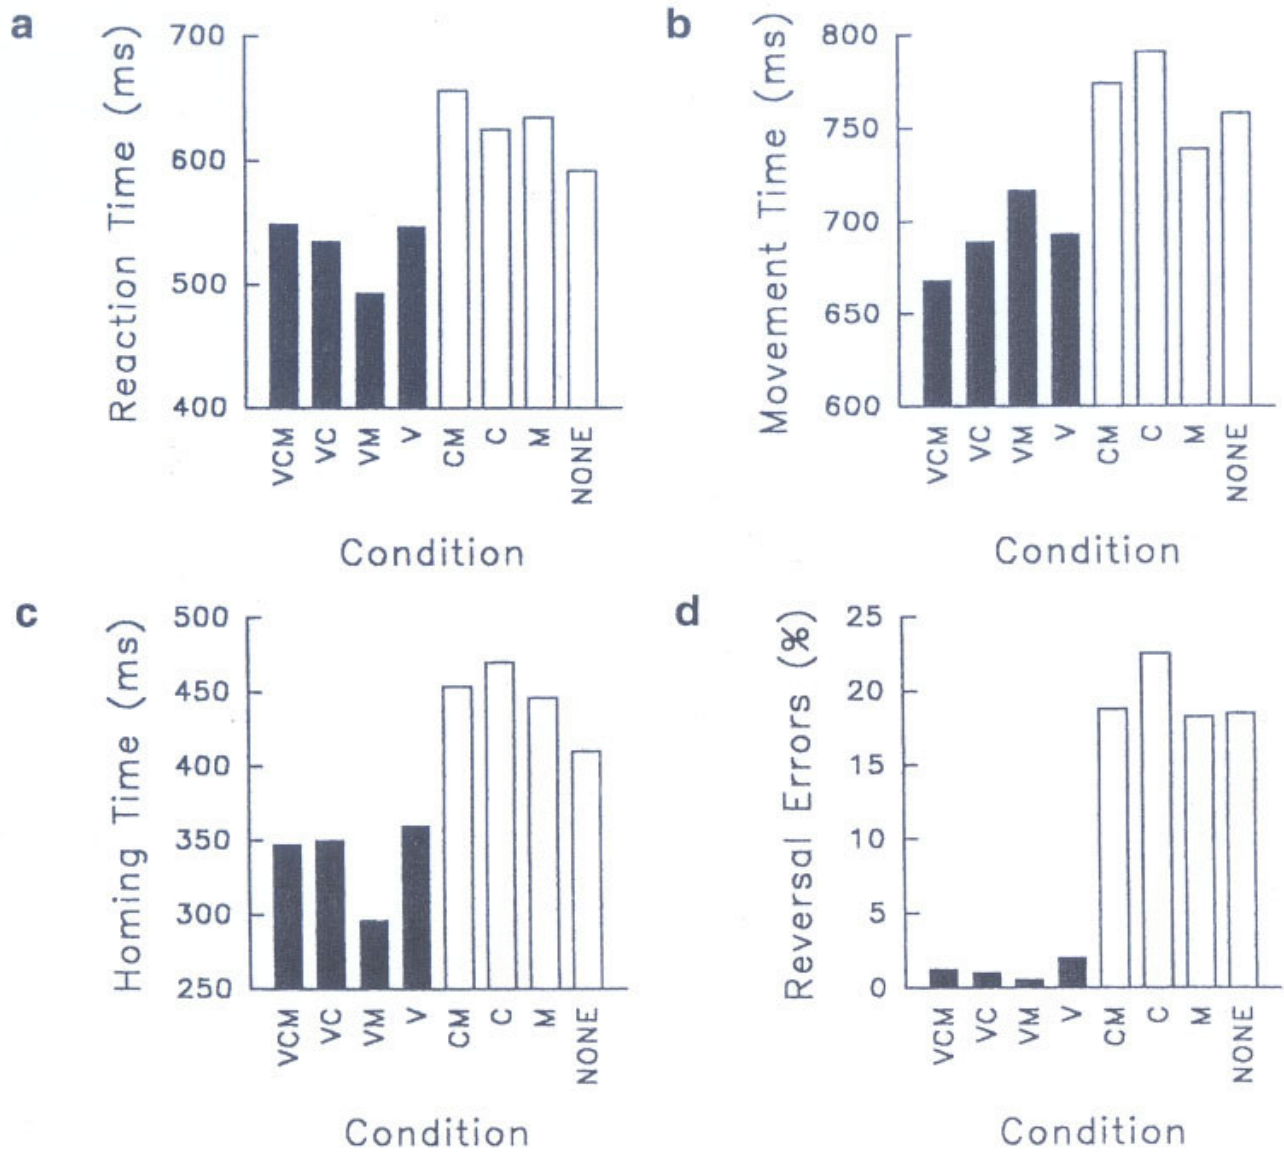 a
Reaction Time (ms)
700
600
500
400
VCM VC VM V CM C M NONE
Condition
b
Movement Time (ms)
800
750
700
650
600
VCM VC VM V CM C M NONE
Condition
c
Homing Time (ms)
500
450
400
350
300
250
VCM VC VM V CM C M NONE
Condition
d
Reversal Errors (%)
25
20
15
10
5
0
VCM VC VM V CM C M NONE
Condition